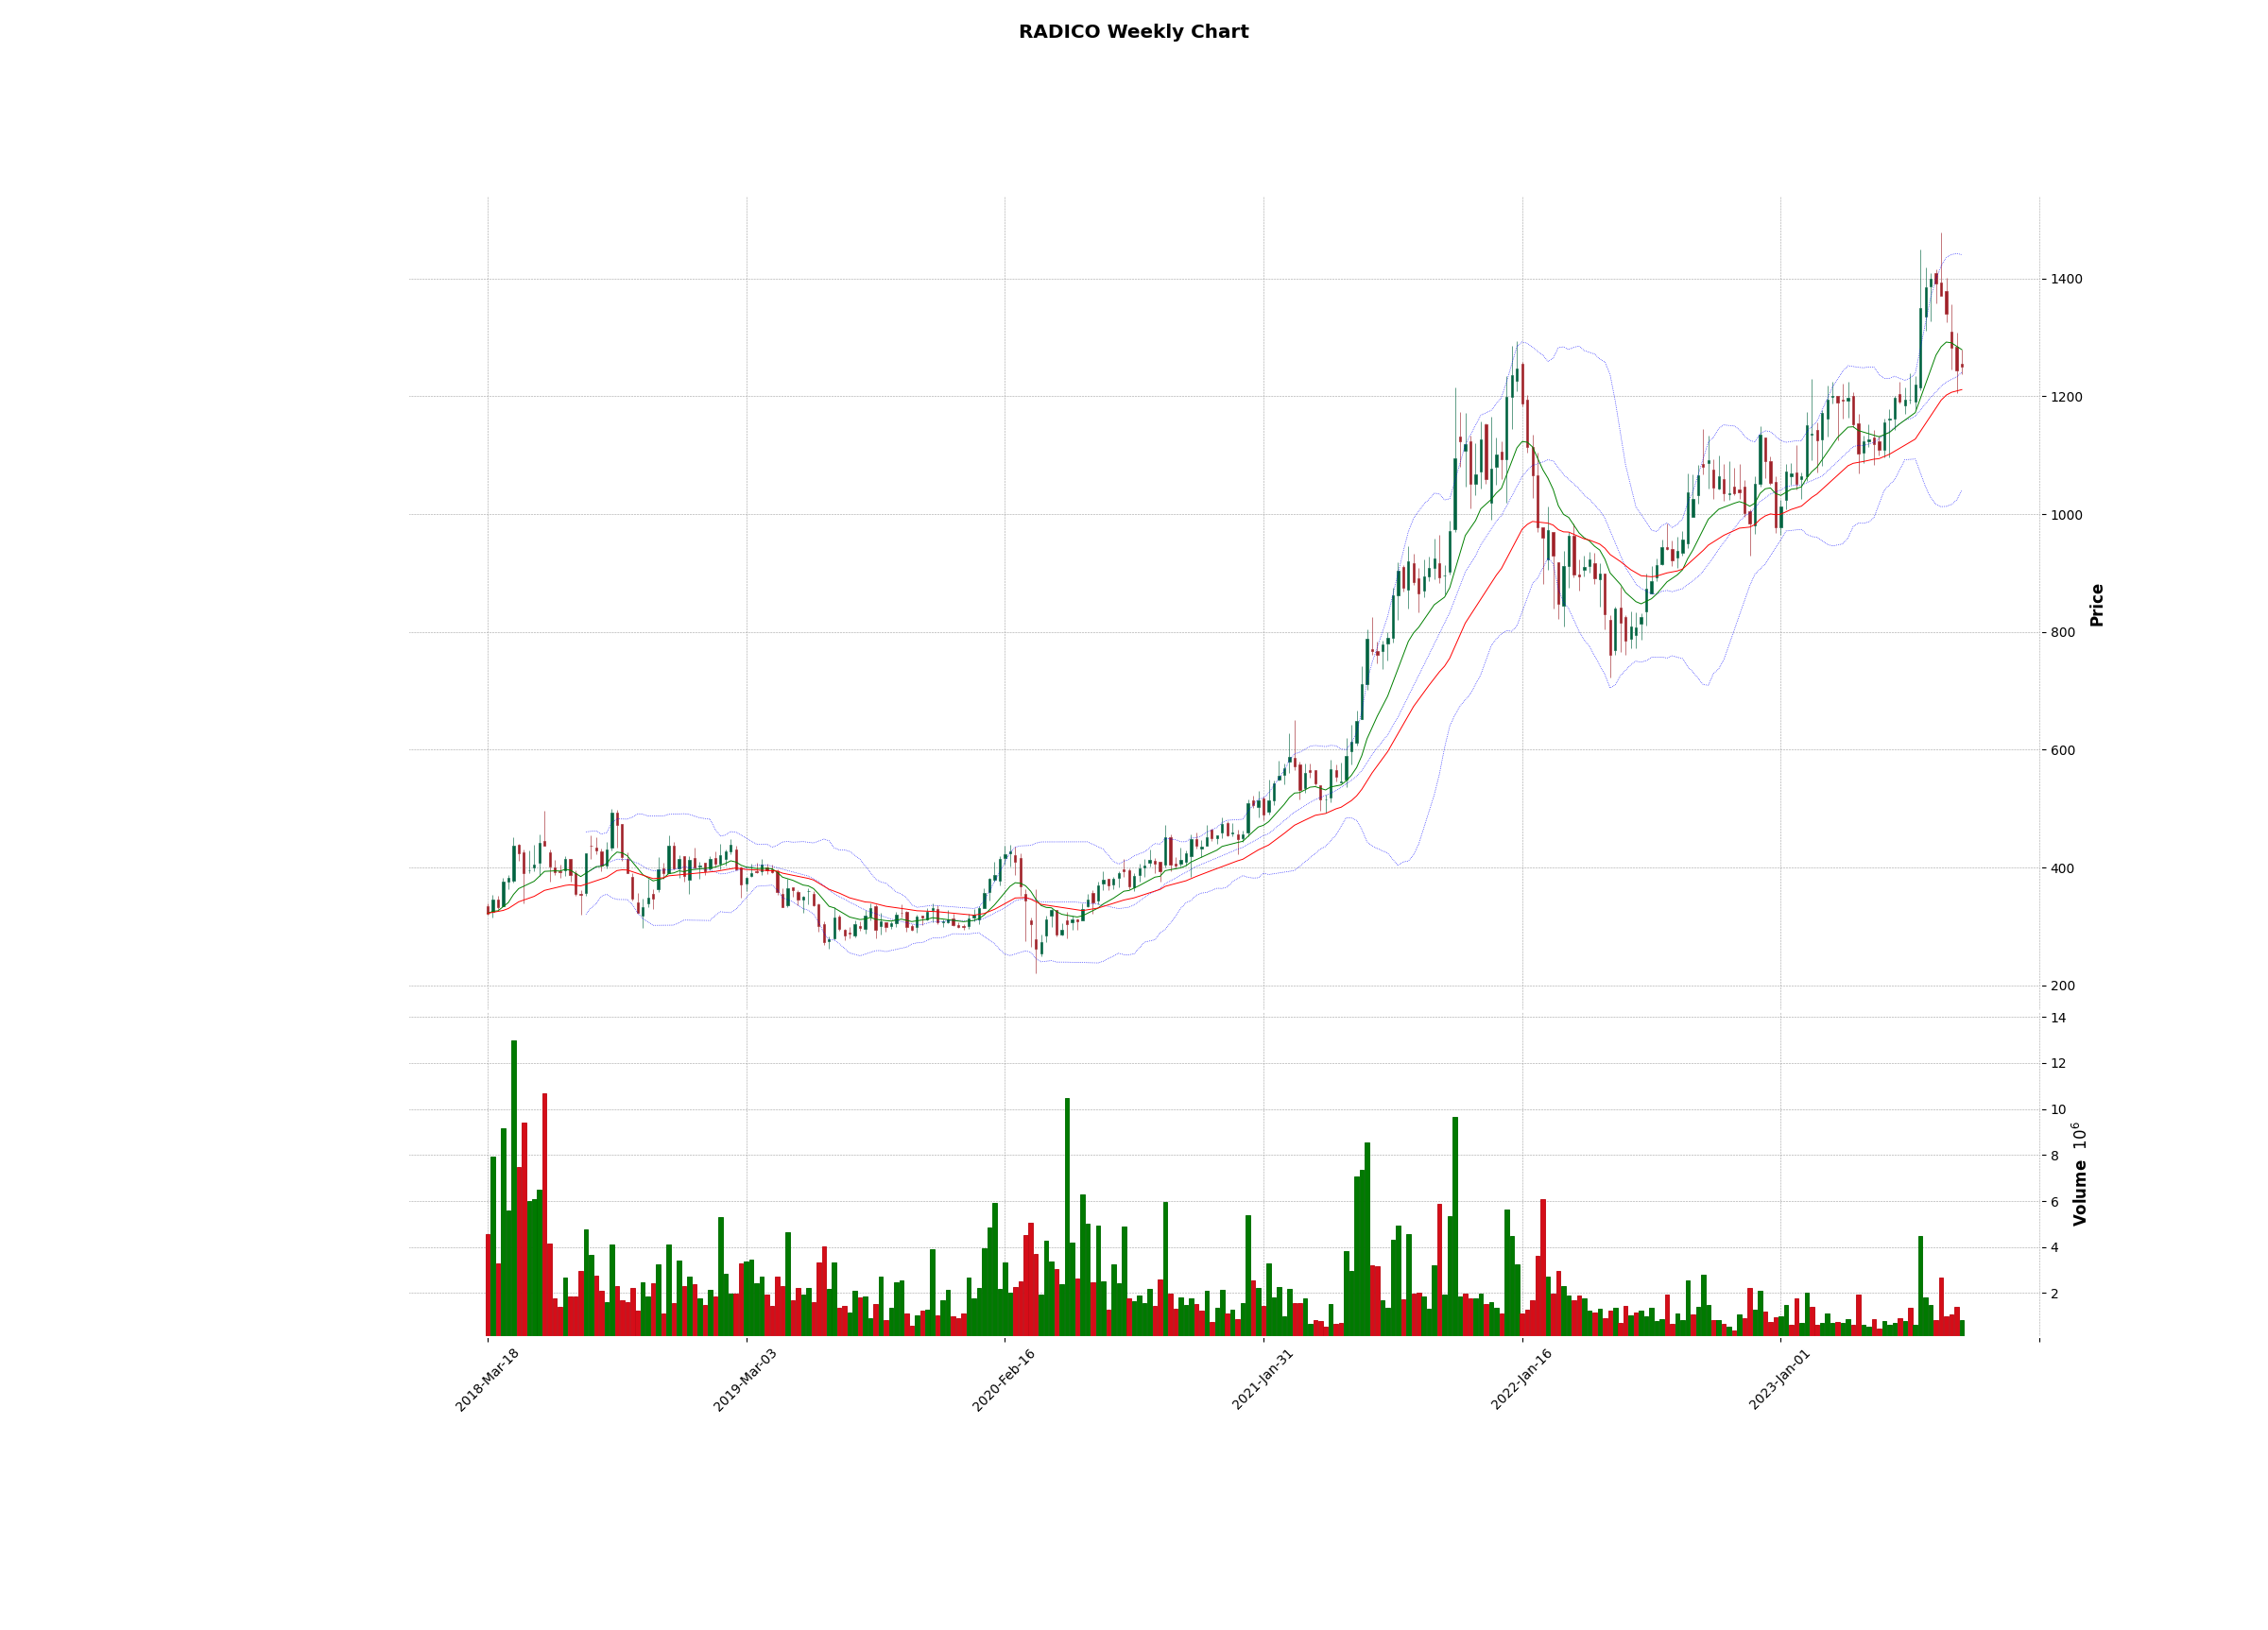 RADICO Weekly Chart
1400
1200
1000
800
600
400
200
Price
14
12
10
8
6
4
2
Volume 10^6
2018-Mar-18
2019-Mar-03
2020-Feb-16
2021-Jan-31
2022-Jan-16
2023-Jan-01